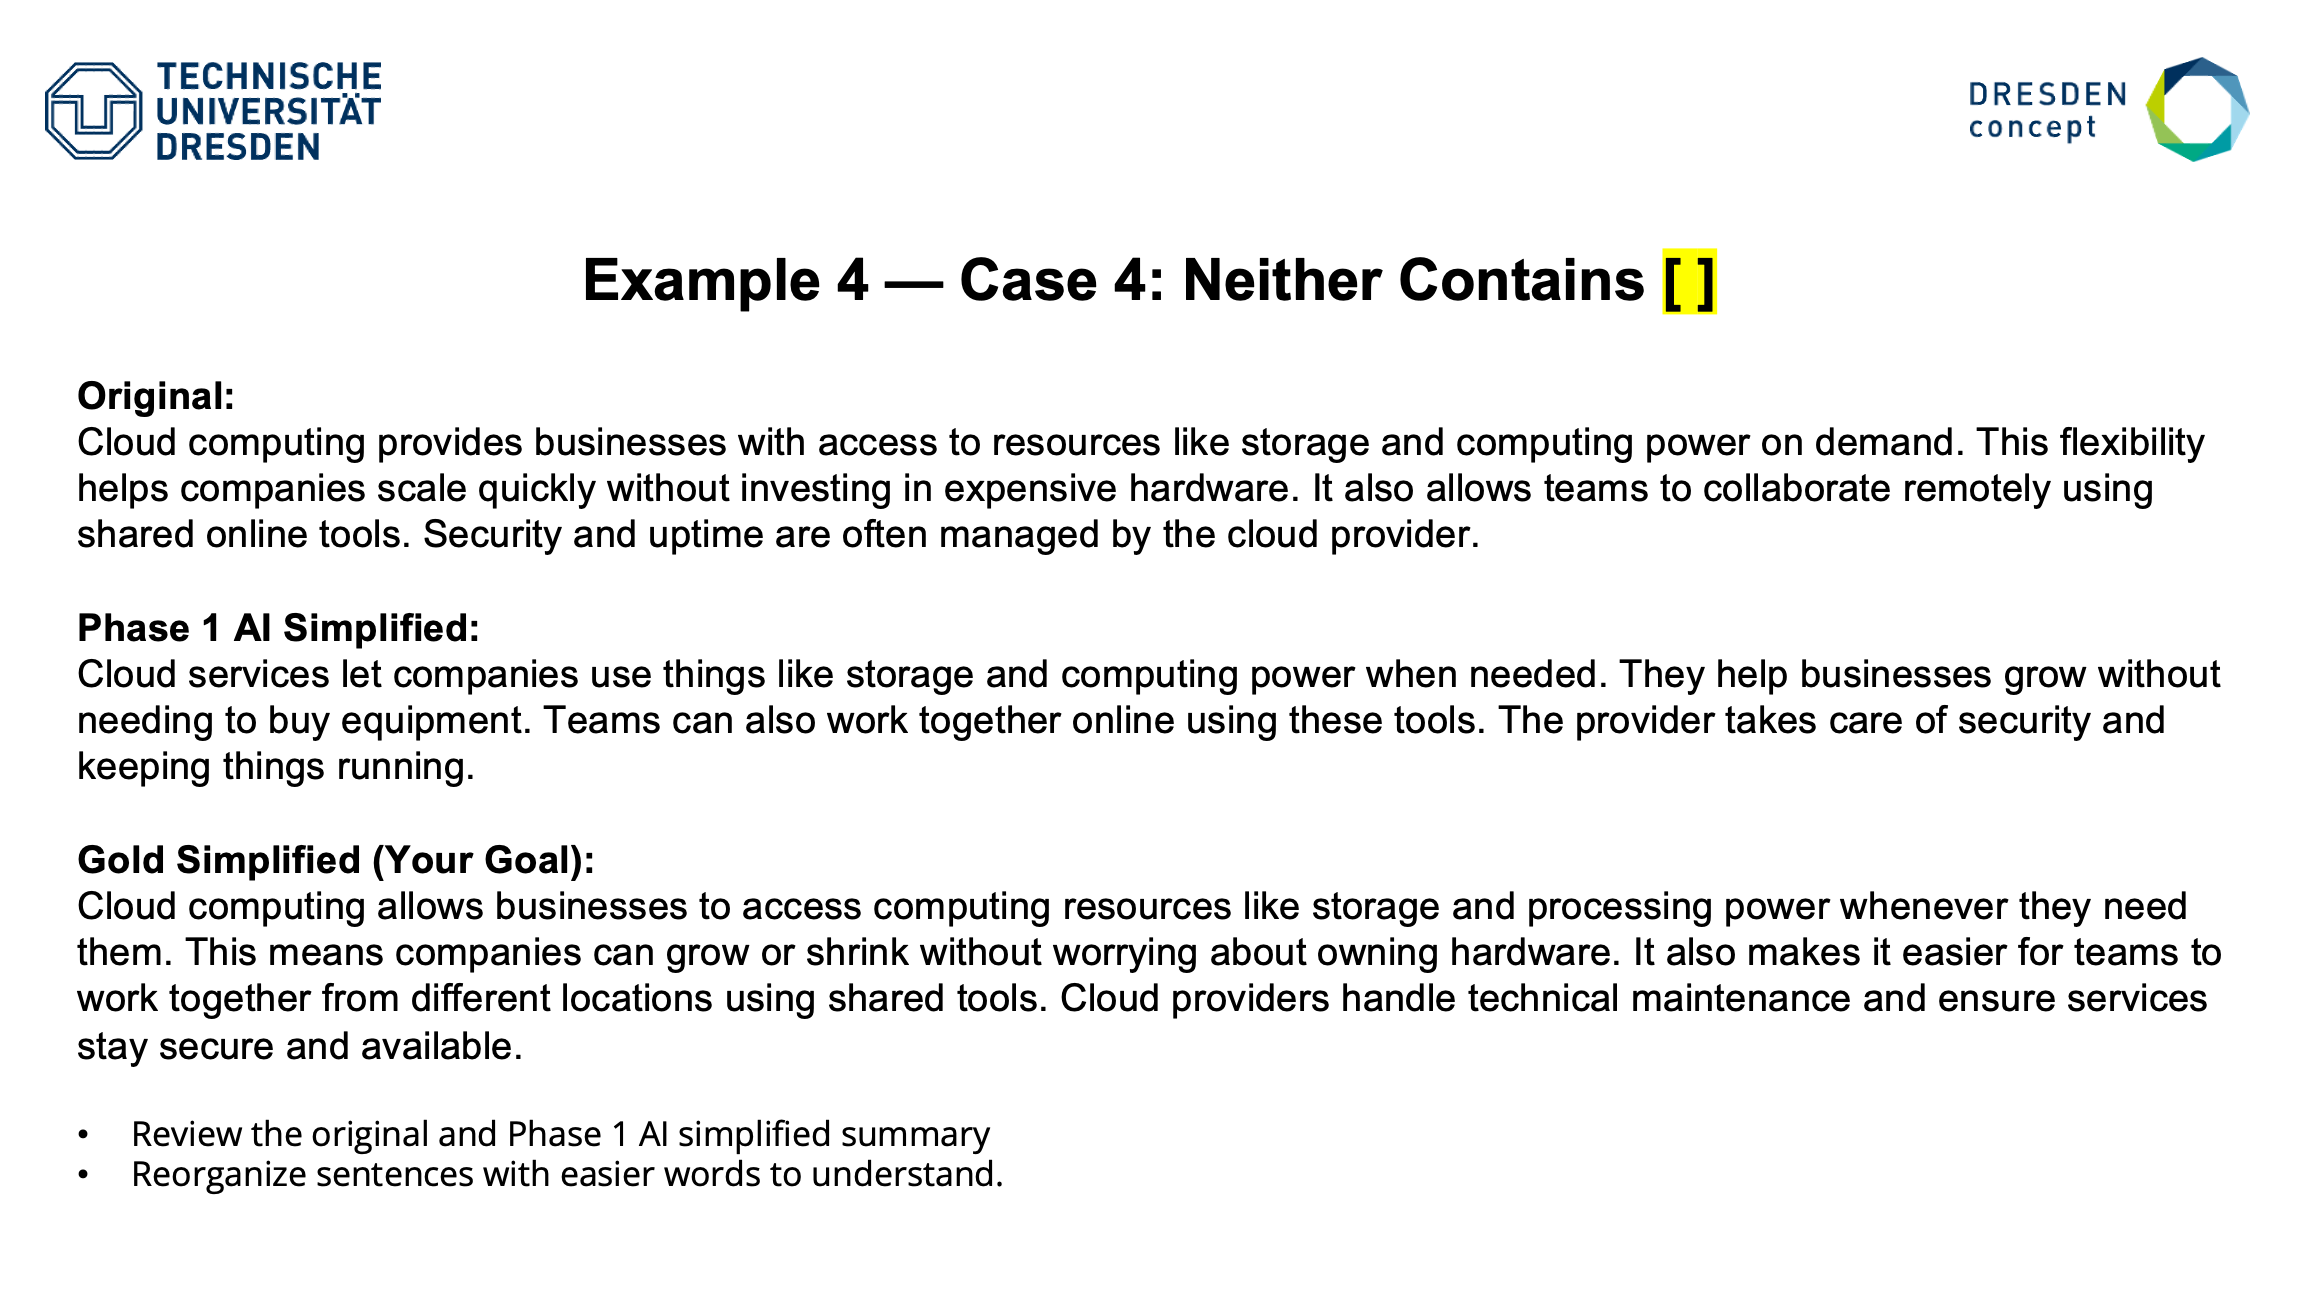 TECHNISCHE
UNIVERSITÄT
DRESDEN
DRESDEN
concept
Example 4 — Case 4: Neither Contains [ ]
Original:
Cloud computing provides businesses with access to resources like storage and computing power on demand. This flexibility
helps companies scale quickly without investing in expensive hardware. It also allows teams to collaborate remotely using
shared online tools. Security and uptime are often managed by the cloud provider.
Phase 1 AI Simplified:
Cloud services let companies use things like storage and computing power when needed. They help businesses grow without
needing to buy equipment. Teams can also work together online using these tools. The provider takes care of security and
keeping things running.
Gold Simplified (Your Goal):
Cloud computing allows businesses to access computing resources like storage and processing power whenever they need
them. This means companies can grow or shrink without worrying about owning hardware. It also makes it easier for teams to
work together from different locations using shared tools. Cloud providers handle technical maintenance and ensure services
stay secure and available.
• Review the original and Phase 1 AI simplified summary
• Reorganize sentences with easier words to understand.